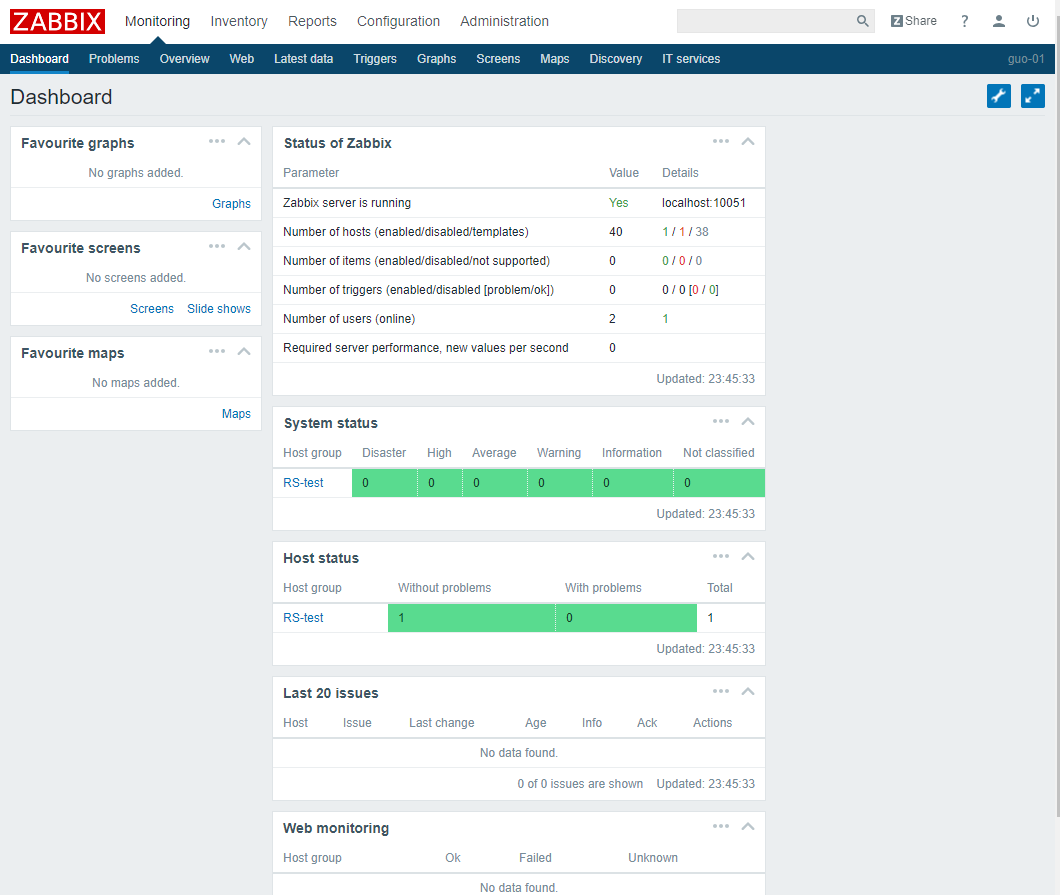 ZABBIX Monitoring Inventory Reports Configuration Administration Z Share ?
Dashboard Problems Overview Web Latest data Triggers Graphs Screens Maps Discovery IT services guo-01
Dashboard
Favourite graphs
No graphs added.
Graphs
Favourite screens
No screens added.
Screens Slide shows
Favourite maps
No maps added.
Maps
Status of Zabbix
Parameter Value Details
Zabbix server is running Yes localhost:10051
Number of hosts (enabled/disabled/templates) 40 1 / 1 / 38
Number of items (enabled/disabled/not supported) 0 0 / 0 / 0
Number of triggers (enabled/disabled [problem/ok]) 0 0 / 0 [0 / 0]
Number of users (online) 2 1
Required server performance, new values per second 0
Updated: 23:45:33
System status
Host group Disaster High Average Warning Information Not classified
RS-test 0 0 0 0 0 0
Updated: 23:45:33
Host status
Host group Without problems With problems Total
RS-test 1 0 1
Updated: 23:45:33
Last 20 issues
Host Issue Last change Age Info Ack Actions
No data found.
0 of 0 issues are shown Updated: 23:45:33
Web monitoring
Host group Ok Failed Unknown
No data found.